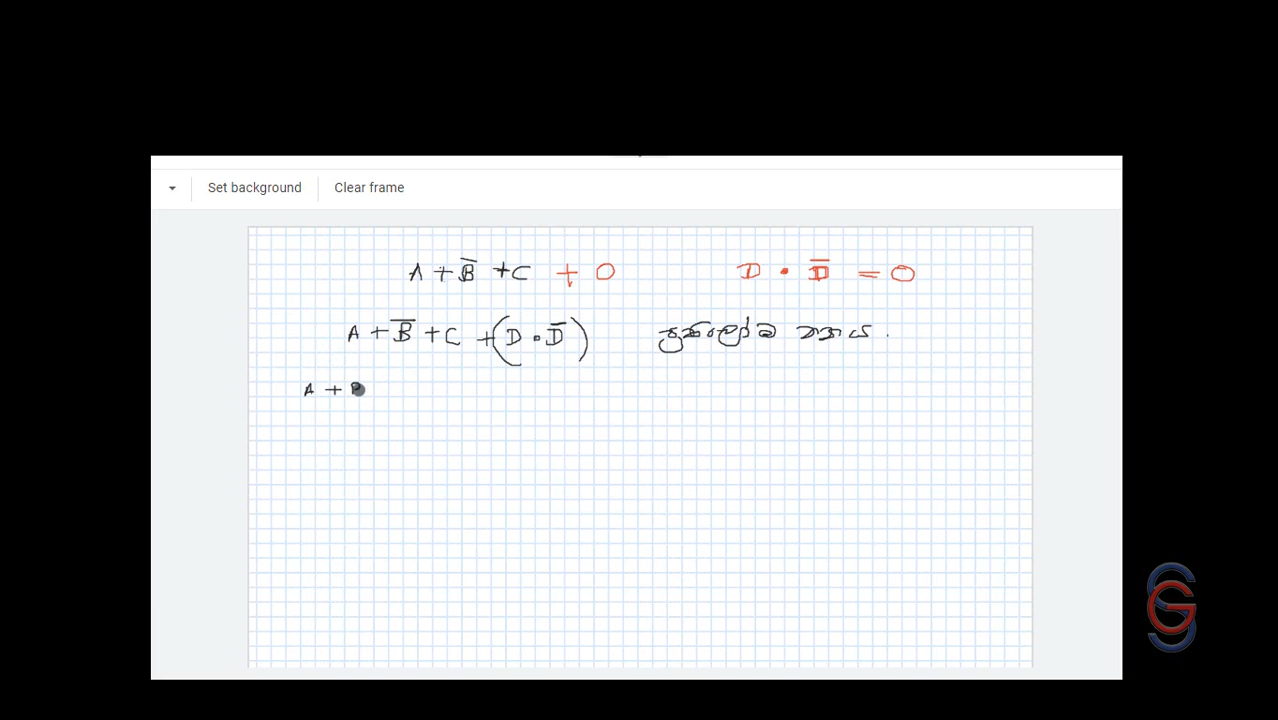 Set background Clear frame
A + B̅ + C + 0 D • D̅ = 0
A + B̅ + C + (D • D̅) න්‍යාය .
A + B